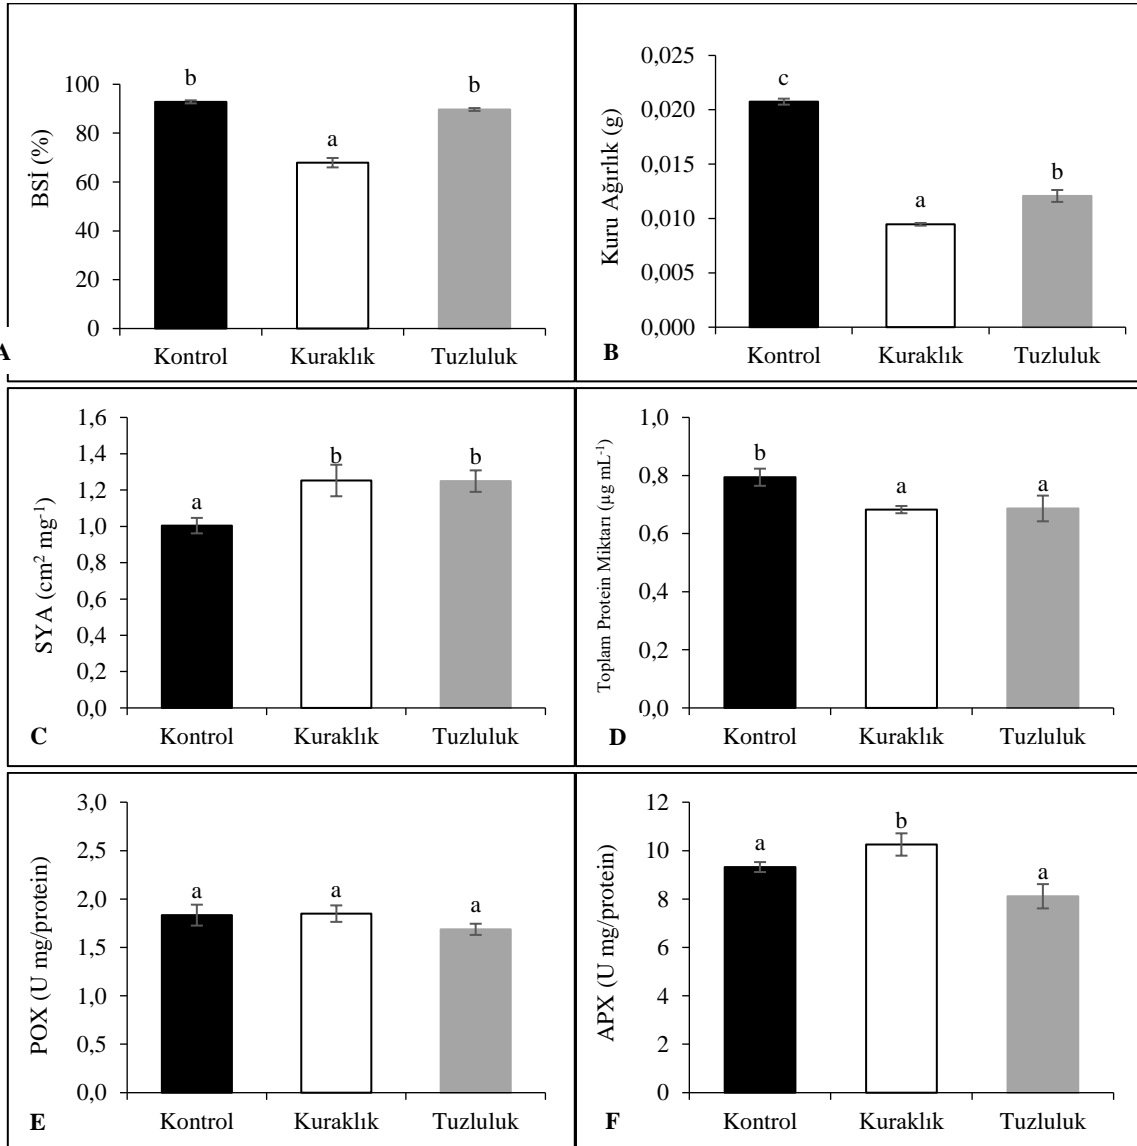 b
b
a
100
80
60
40
20
0
BSİ (%)
Kontrol Kuraklık Tuzluluk
A
c
a
b
0,025
0,020
0,015
0,010
0,005
0,000
Kuru Ağırlık (g)
Kontrol Kuraklık Tuzluluk
B
a
b
b
1,6
1,4
1,2
1,0
0,8
0,6
0,4
0,2
0,0
SYA (cm² mg⁻¹)
Kontrol Kuraklık Tuzluluk
C
b
a
a
1,0
0,8
0,6
0,4
0,2
0,0
Toplam Protein Miktarı (µg mL⁻¹)
Kontrol Kuraklık Tuzluluk
D
a
a
a
3,0
2,5
2,0
1,5
1,0
0,5
0,0
POX (U mg/protein)
Kontrol Kuraklık Tuzluluk
E
a
b
a
12
10
8
6
4
2
0
APX (U mg/protein)
Kontrol Kuraklık Tuzluluk
F